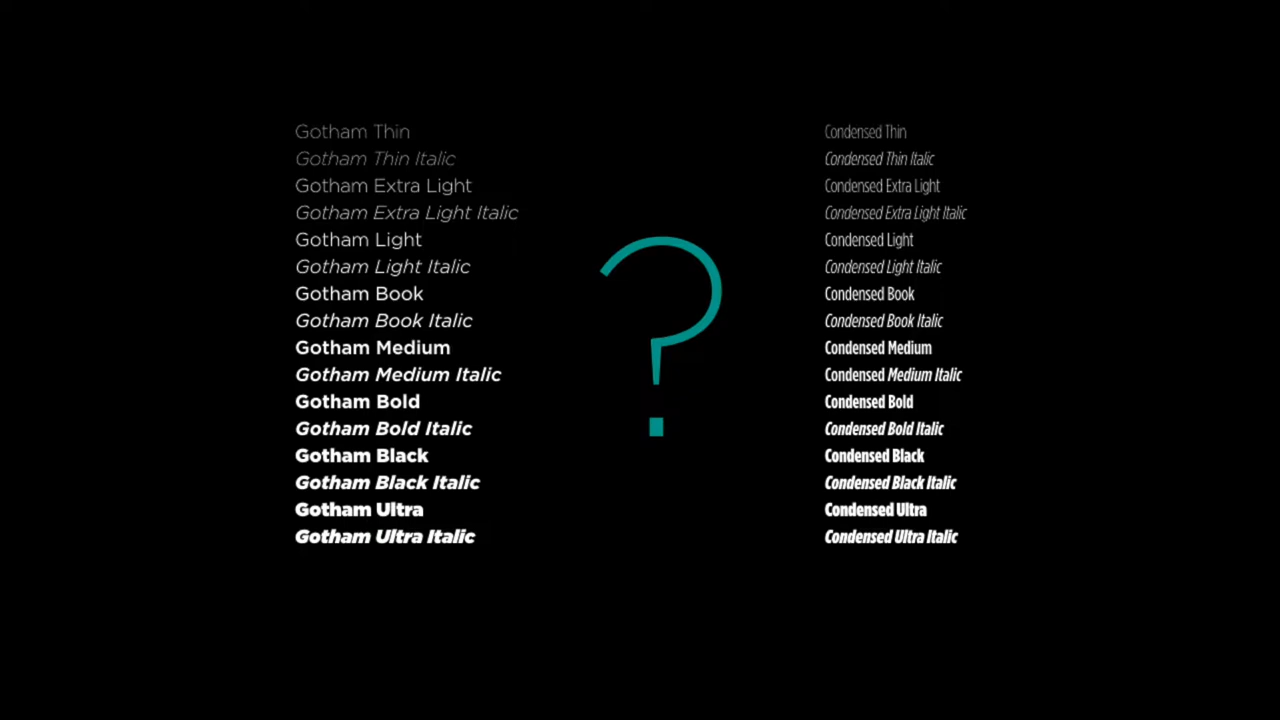 Gotham Thin
Gotham Thin Italic
Gotham Extra Light
Gotham Extra Light Italic
Gotham Light
Gotham Light Italic
Gotham Book
Gotham Book Italic
Gotham Medium
Gotham Medium Italic
Gotham Bold
Gotham Bold Italic
Gotham Black
Gotham Black Italic
Gotham Ultra
Gotham Ultra Italic
?
Condensed Thin
Condensed Thin Italic
Condensed Extra Light
Condensed Extra Light Italic
Condensed Light
Condensed Light Italic
Condensed Book
Condensed Book Italic
Condensed Medium
Condensed Medium Italic
Condensed Bold
Condensed Bold Italic
Condensed Black
Condensed Black Italic
Condensed Ultra
Condensed Ultra Italic